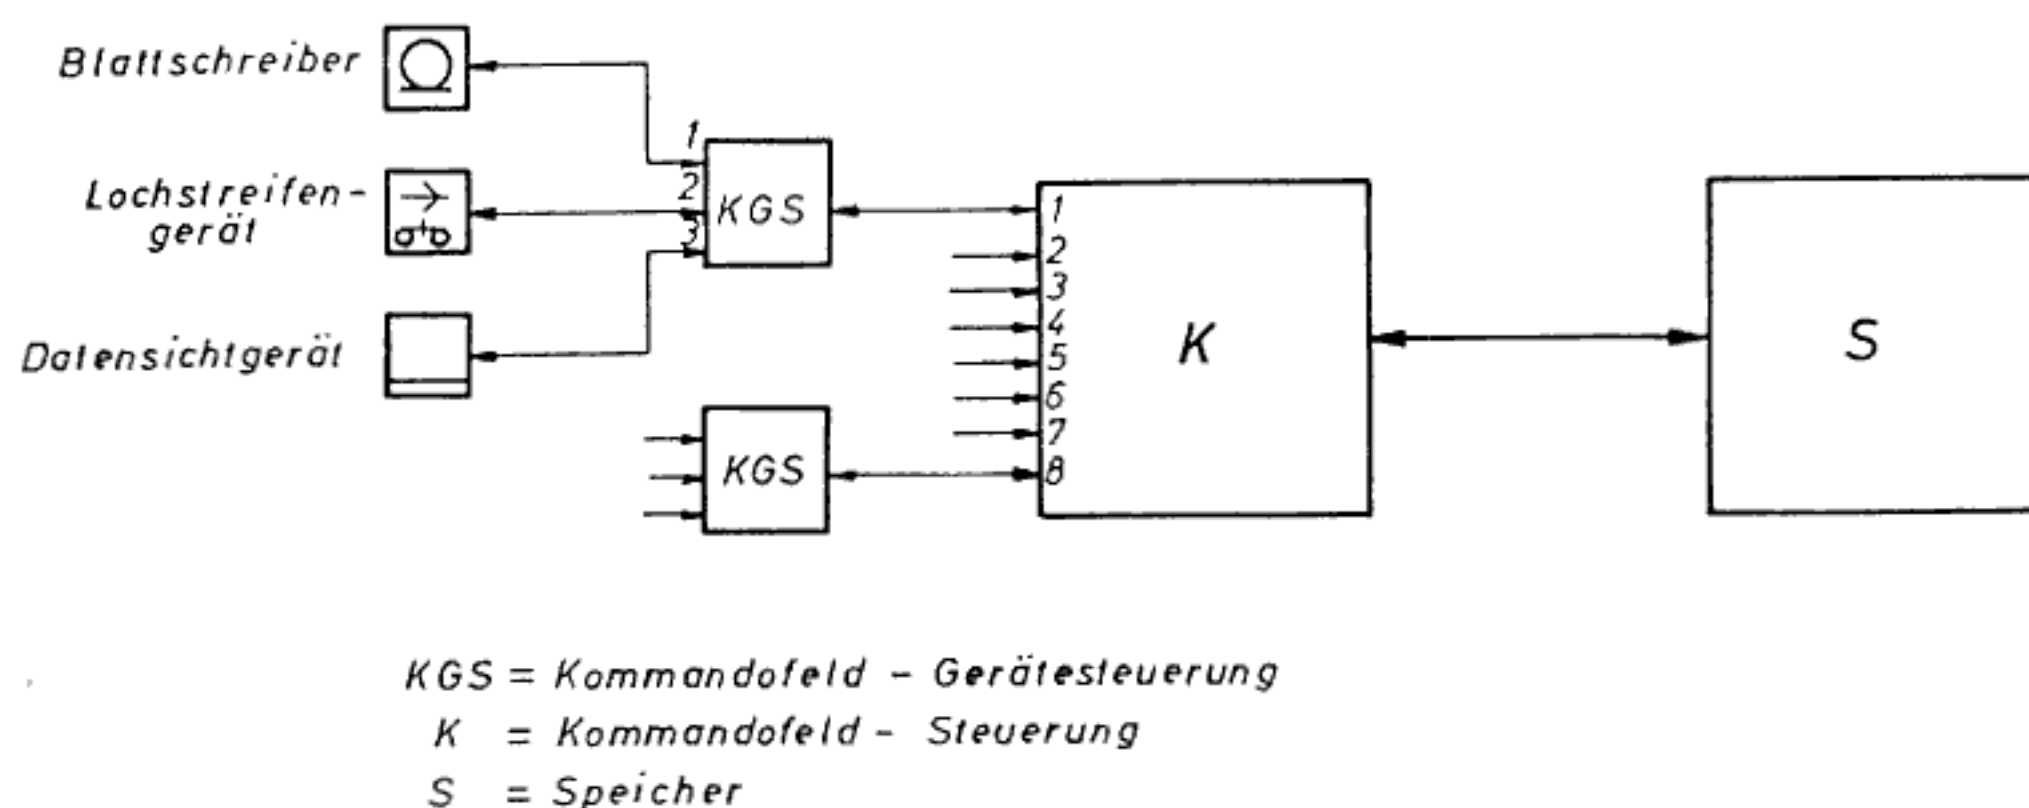 Blattschreiber
Lochstreifen-
gerät
Datensichtgerät
1
2
3
KGS
KGS
1
2
3
4
5
6
7
8
K
S
KGS = Kommandofeld - Gerätesteuerung
K = Kommandofeld - Steuerung
S = Speicher